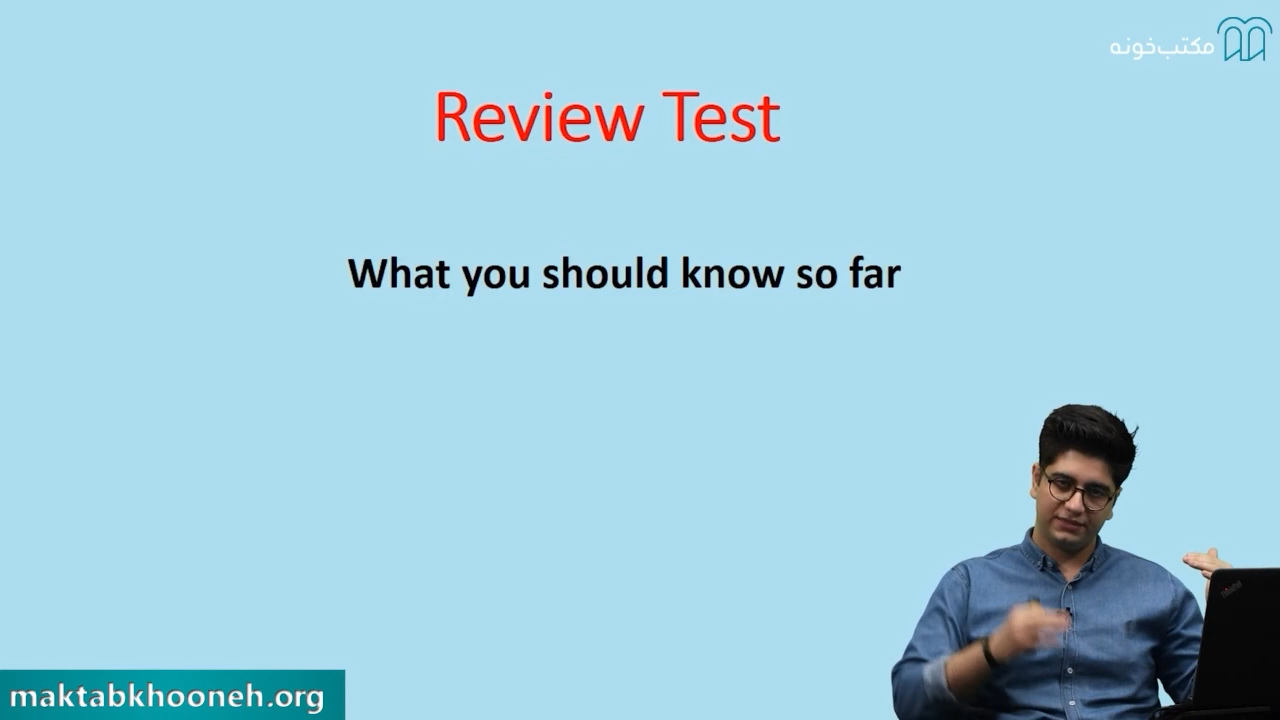 مکتب‌خونه
Review Test
What you should know so far
maktabkhooneh.org